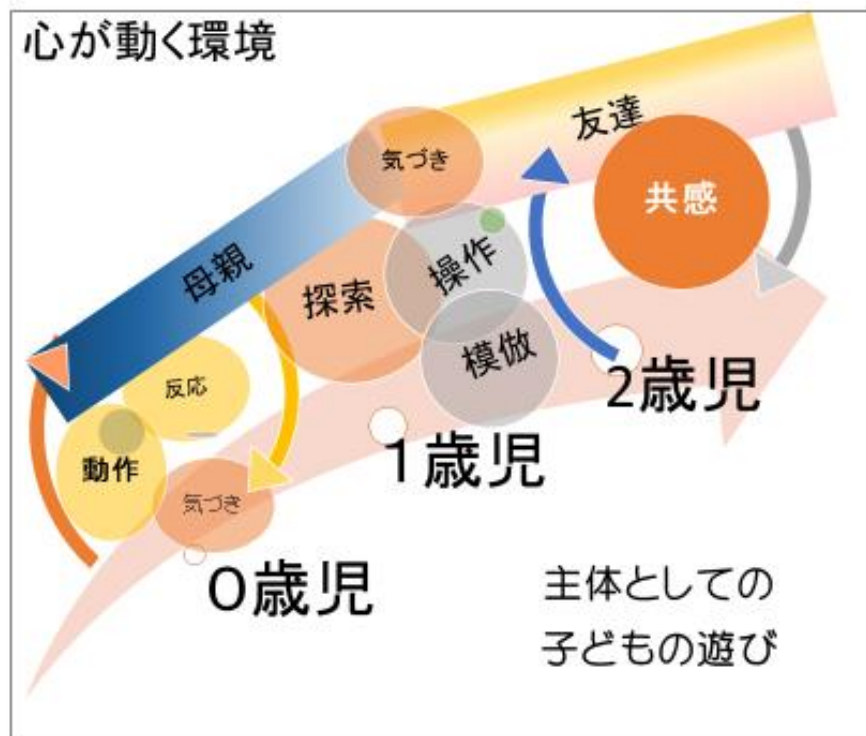 心が動く環境
友達
気づき
共感
母親
操作
探索
模倣
反応
2歳児
動作
1歳児
気づき
0歳児
主体としての
子どもの遊び